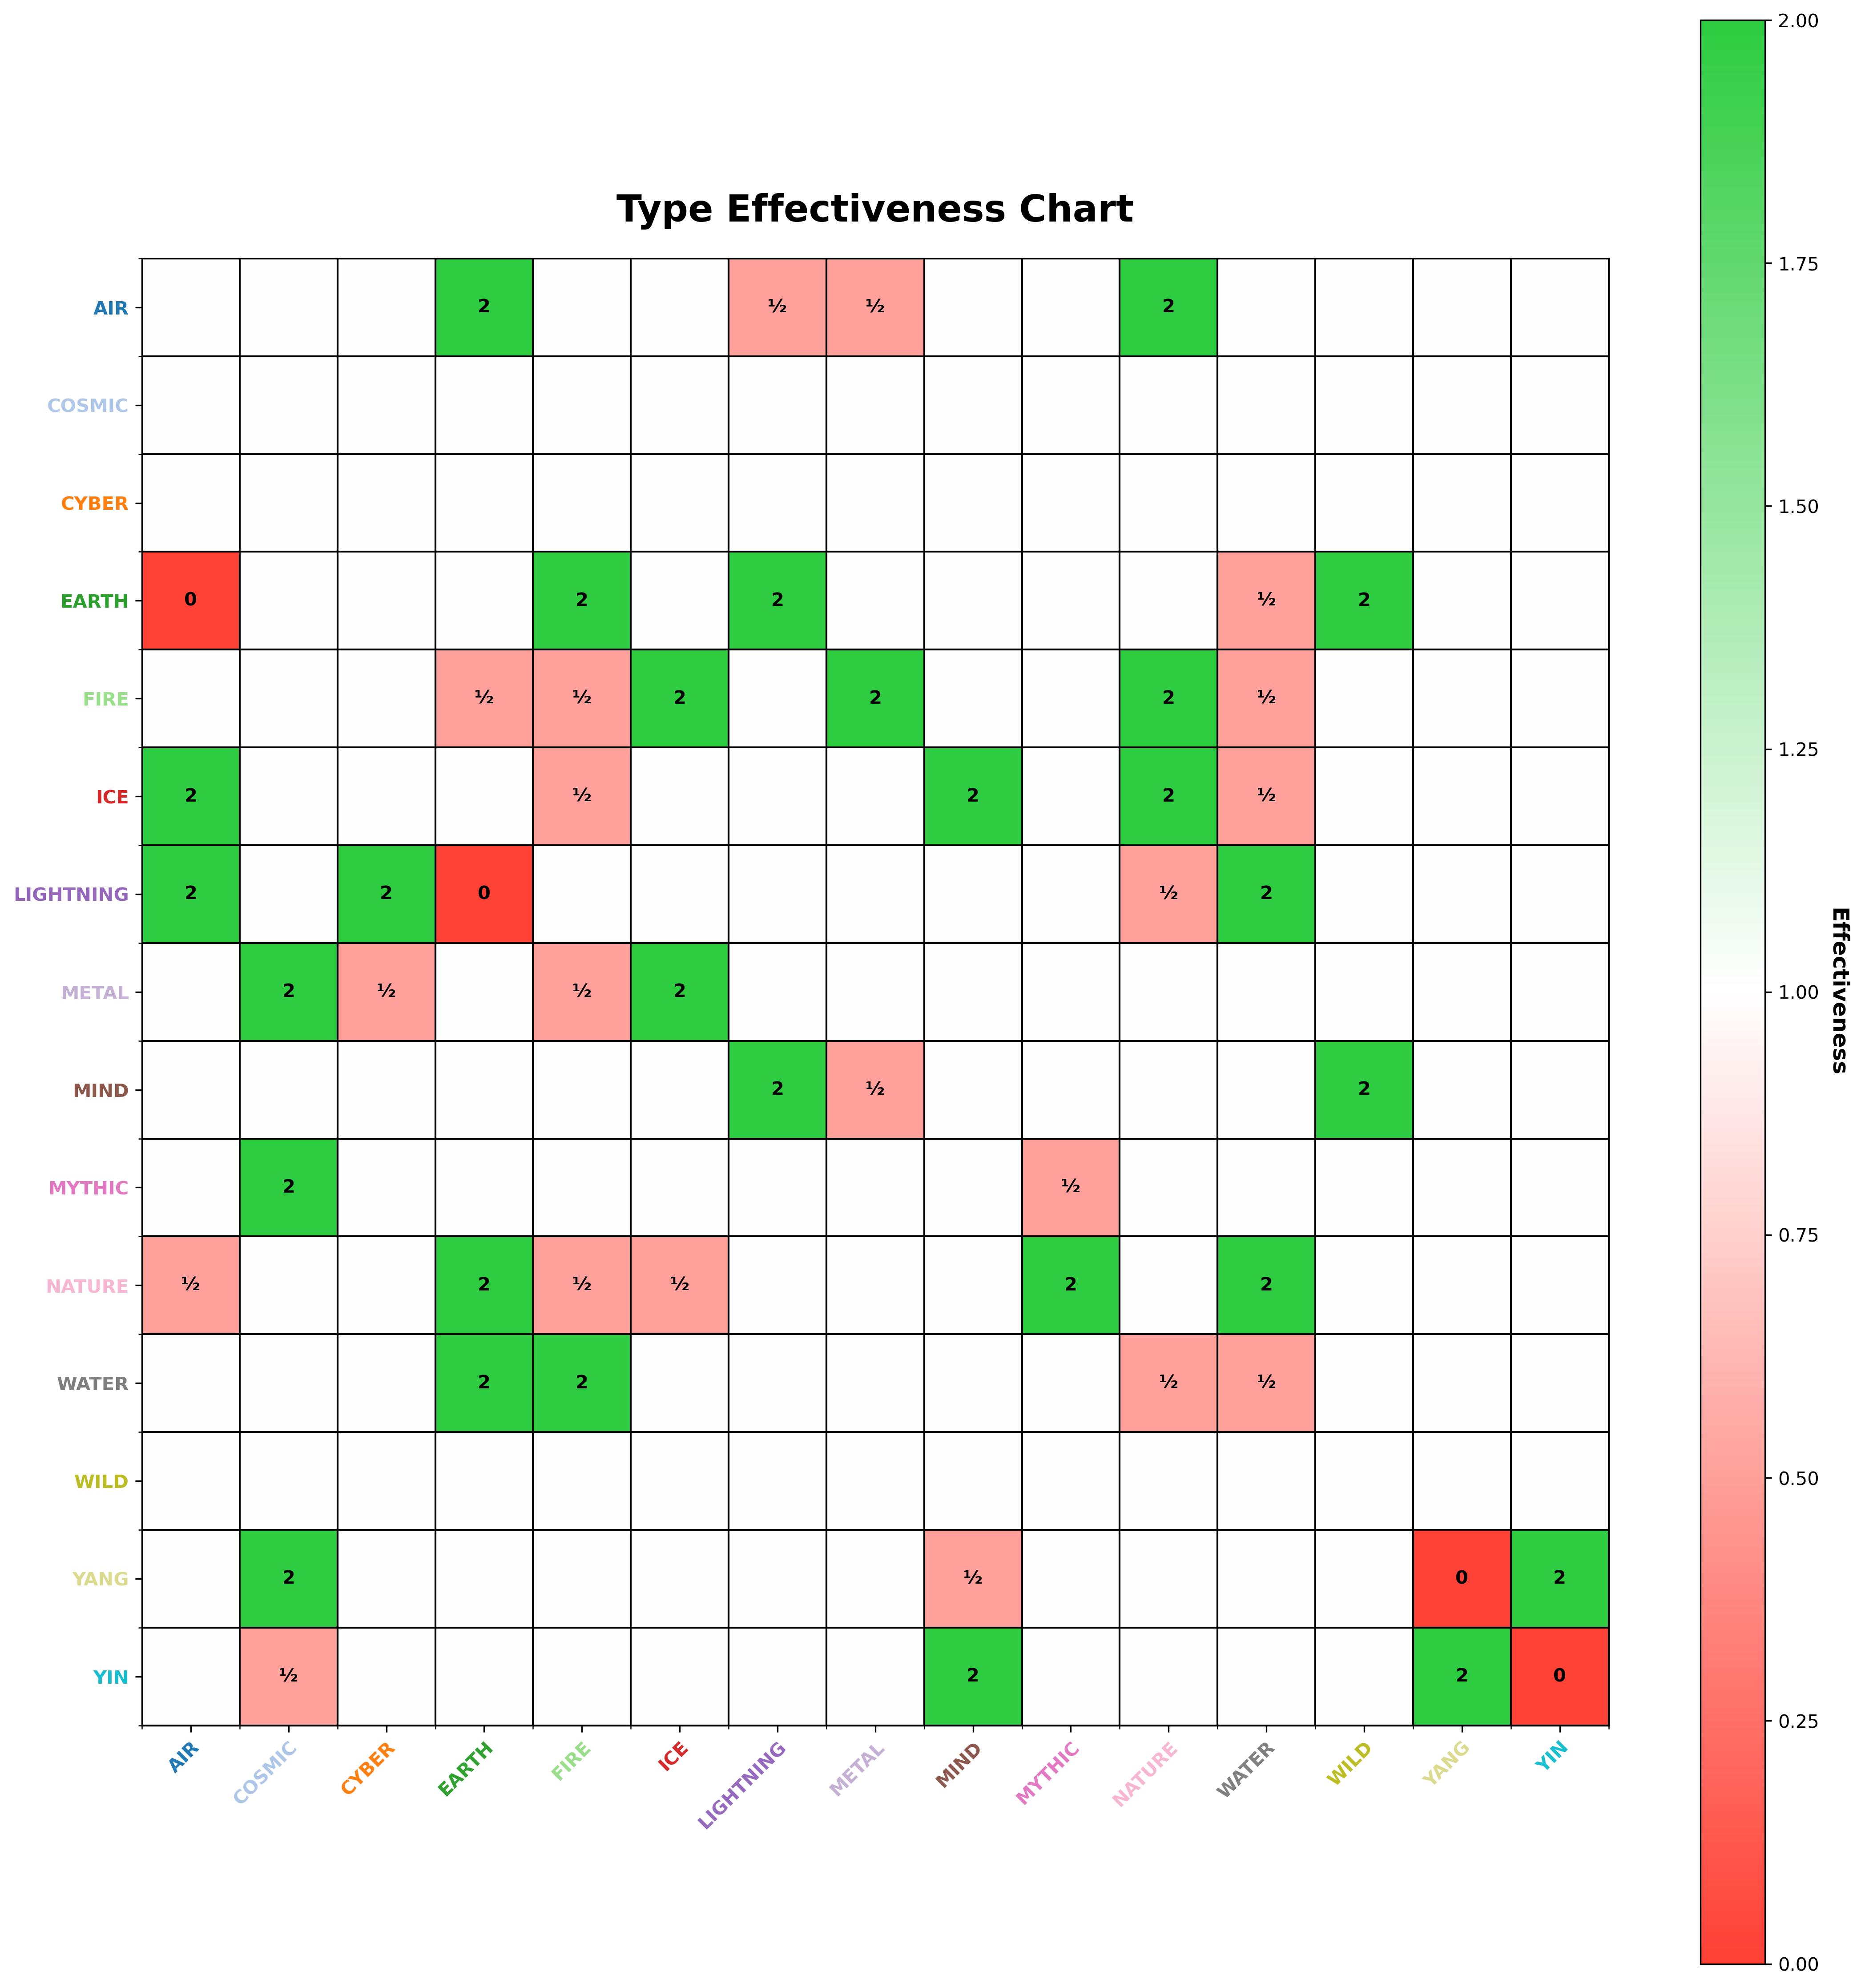 Type Effectiveness Chart
AIR 2 ½ ½ 2
COSMIC
CYBER
EARTH 0 2 2 ½ 2
FIRE ½ ½ 2 2 2 ½
ICE 2 ½ 2 2 ½
LIGHTNING 2 2 0 ½ 2
METAL 2 ½ ½ 2
MIND 2 ½ 2
MYTHIC 2 ½
NATURE ½ 2 ½ ½ 2 2
WATER 2 2 ½ ½
WILD
YANG 2 ½ 0 2
YIN ½ 2 2 0
AIR COSMIC CYBER EARTH FIRE ICE LIGHTNING METAL MIND MYTHIC NATURE WATER WILD YANG YIN
2.00
1.75
1.50
1.25
1.00
0.75
0.50
0.25
0.00
Effectiveness